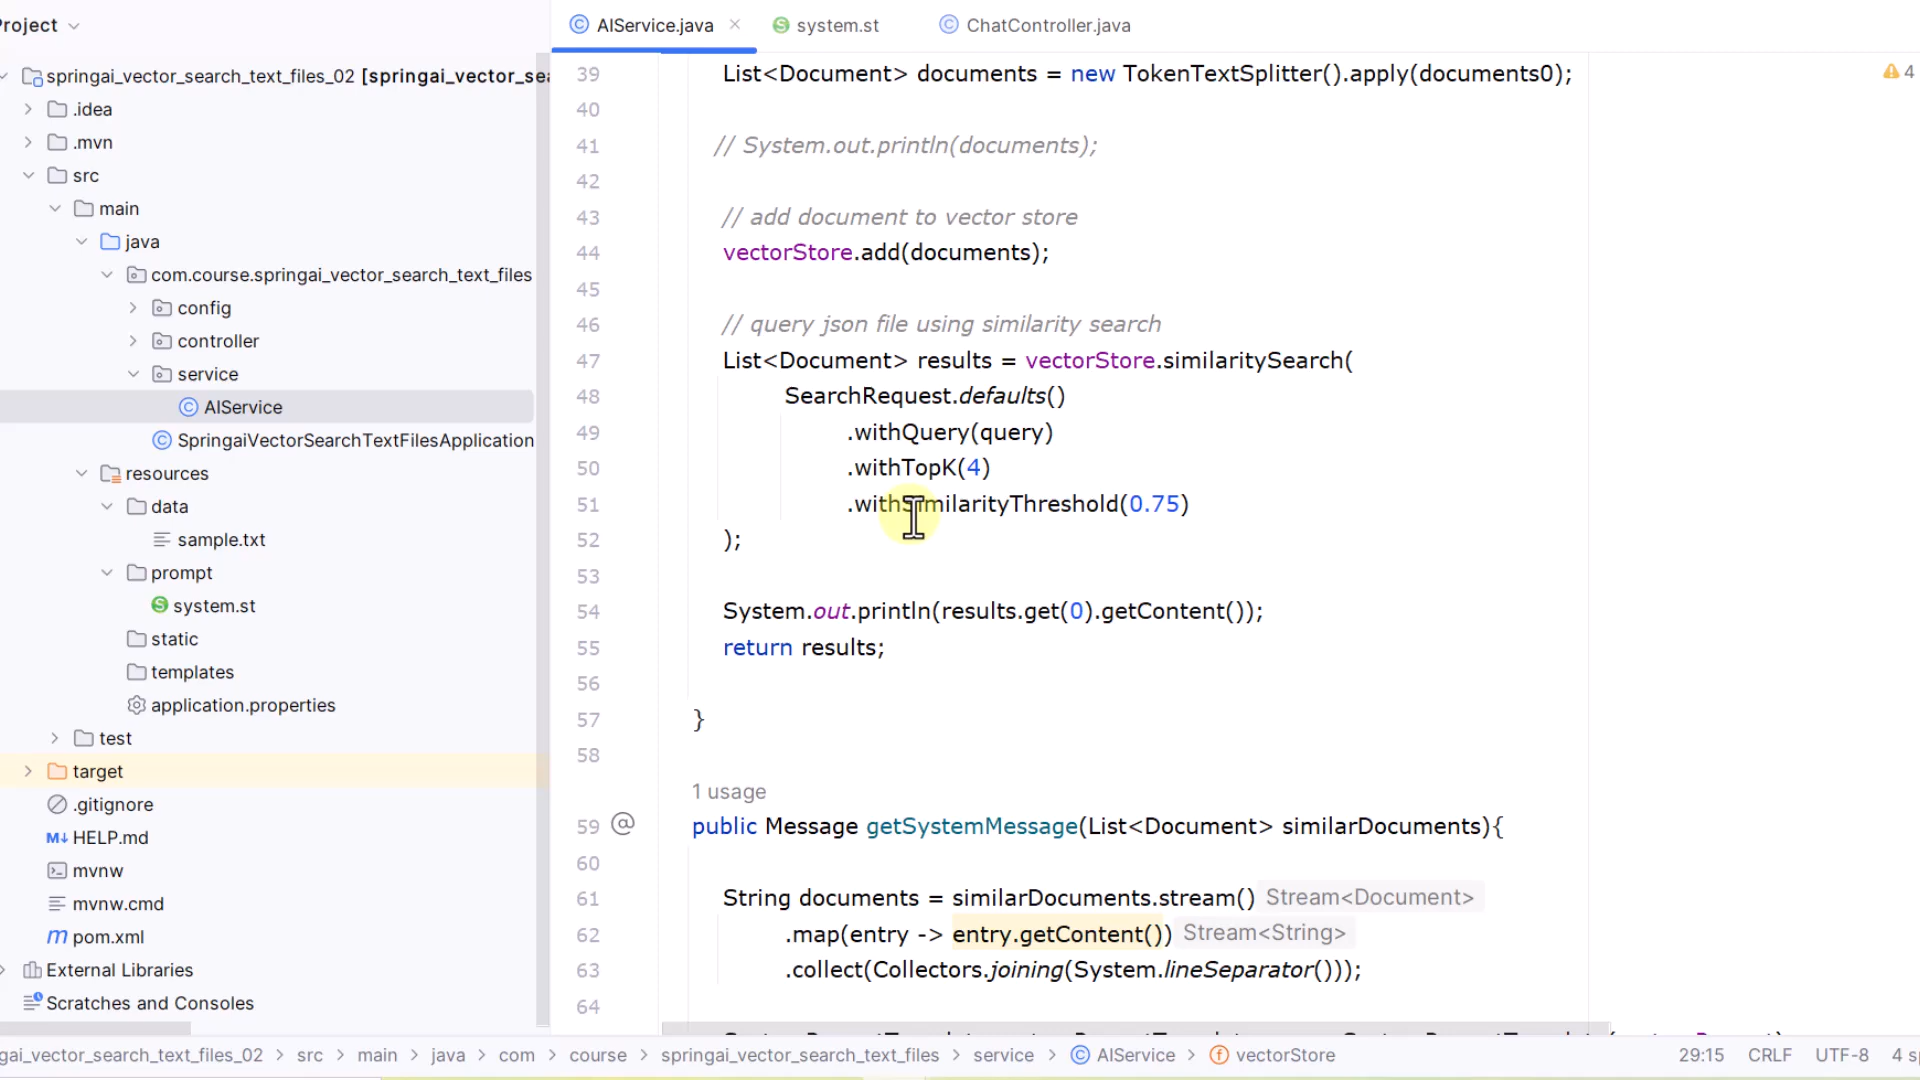 Project
AIService.java
system.st
ChatController.java
springai_vector_search_text_files_02 [springai_vector_sea
.idea
.mvn
src
main
java
com.course.springai_vector_search_text_files
config
controller
service
AIService
SpringaiVectorSearchTextFilesApplication
resources
data
sample.txt
prompt
system.st
static
templates
application.properties
test
target
.gitignore
M↓ HELP.md
mvnw
mvnw.cmd
m pom.xml
External Libraries
Scratches and Consoles
4
39 List<Document> documents = new TokenTextSplitter().apply(documents0);
40
41 // System.out.println(documents);
42
43 // add document to vector store
44 vectorStore.add(documents);
45
46 // query json file using similarity search
47 List<Document> results = vectorStore.similaritySearch(
48 SearchRequest.defaults()
49 .withQuery(query)
50 .withTopK(4)
51 .withSimilarityThreshold(0.75)
52 );
53
54 System.out.println(results.get(0).getContent());
55 return results;
56
57 }
58
1 usage
59 @ public Message getSystemMessage(List<Document> similarDocuments){
60
61 String documents = similarDocuments.stream() Stream<Document>
62 .map(entry -> entry.getContent()) Stream<String>
63 .collect(Collectors.joining(System.lineSeparator()));
64
gai_vector_search_text_files_02 > src > main > java > com > course > springai_vector_search_text_files > service > AIService > vectorStore
29:15 CRLF UTF-8 4 sp